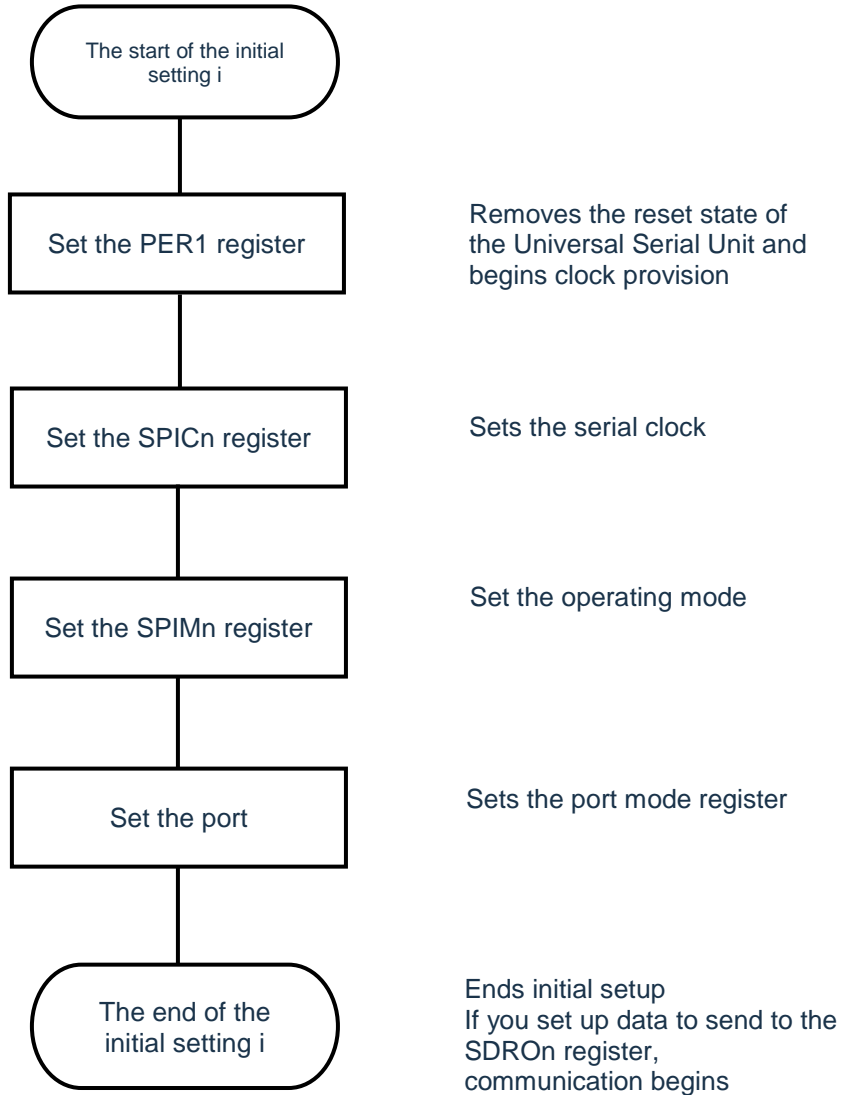 The start of the initial
setting i
Set the PER1 register
Removes the reset state of
the Universal Serial Unit and
begins clock provision
Set the SPICn register
Sets the serial clock
Set the SPIMn register
Set the operating mode
Set the port
Sets the port mode register
The end of the
initial setting i
Ends initial setup
If you set up data to send to the
SDROn register,
communication begins